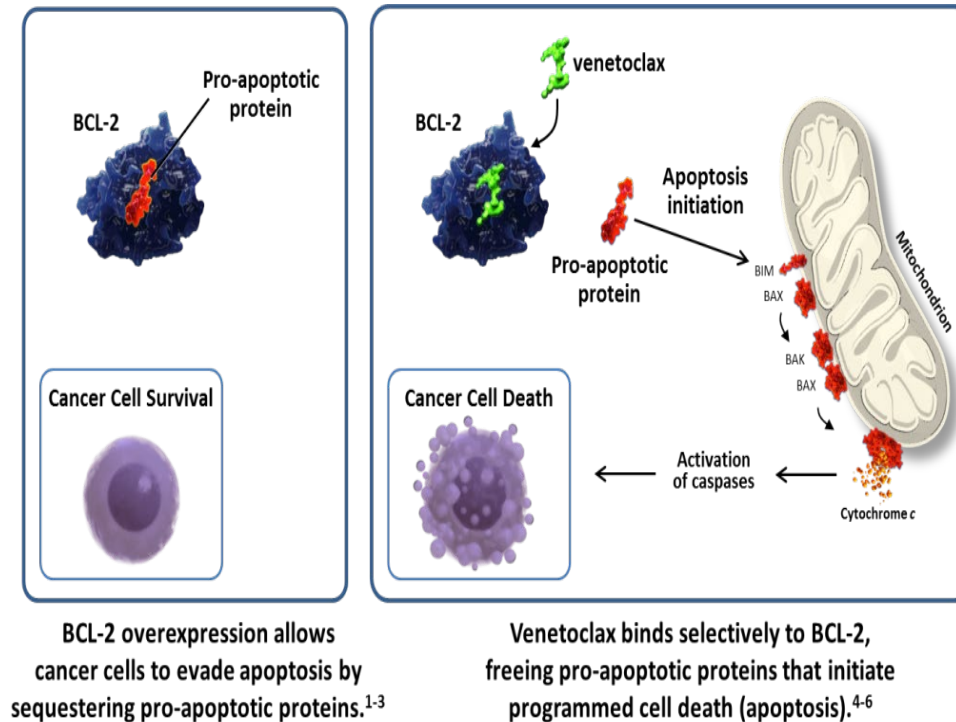 Pro-apoptotic
protein
BCL-2
Cancer Cell Survival
BCL-2 overexpression allows
cancer cells to evade apoptosis by
sequestering pro-apoptotic proteins.1-3
venetoclax
BCL-2
Apoptosis
initiation
Pro-apoptotic
protein
Mitochondrion
BIM
BAX
BAK
BAX
Cytochrome c
Activation
of caspases
Cancer Cell Death
Venetoclax binds selectively to BCL-2,
freeing pro-apoptotic proteins that initiate
programmed cell death (apoptosis).4-6